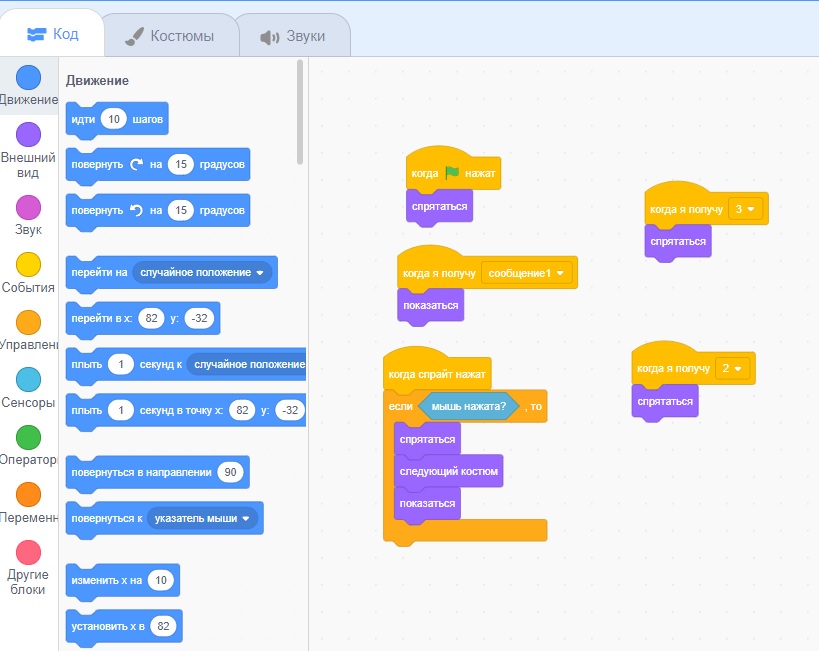 Код
Костюмы
Звуки
Движение
Внешний
вид
Звук
События
Управлени
Сенсоры
Оператор
Переменн
Другие
блоки
Движение
идти 10 шагов
повернуть на 15 градусов
повернуть на 15 градусов
перейти на случайное положение
перейти в x: 82 y: -32
плыть 1 секунд к случайное положение
плыть 1 секунд в точку x: 82 y: -32
повернуться в направлении 90
повернуться к указатель мыши
изменить x на 10
установить x в 82
когда нажат
спрятаться
когда я получу сообщение1
показаться
когда спрайт нажат
если мышь нажата? , то
спрятаться
следующий костюм
показаться
когда я получу 3
спрятаться
когда я получу 2
спрятаться